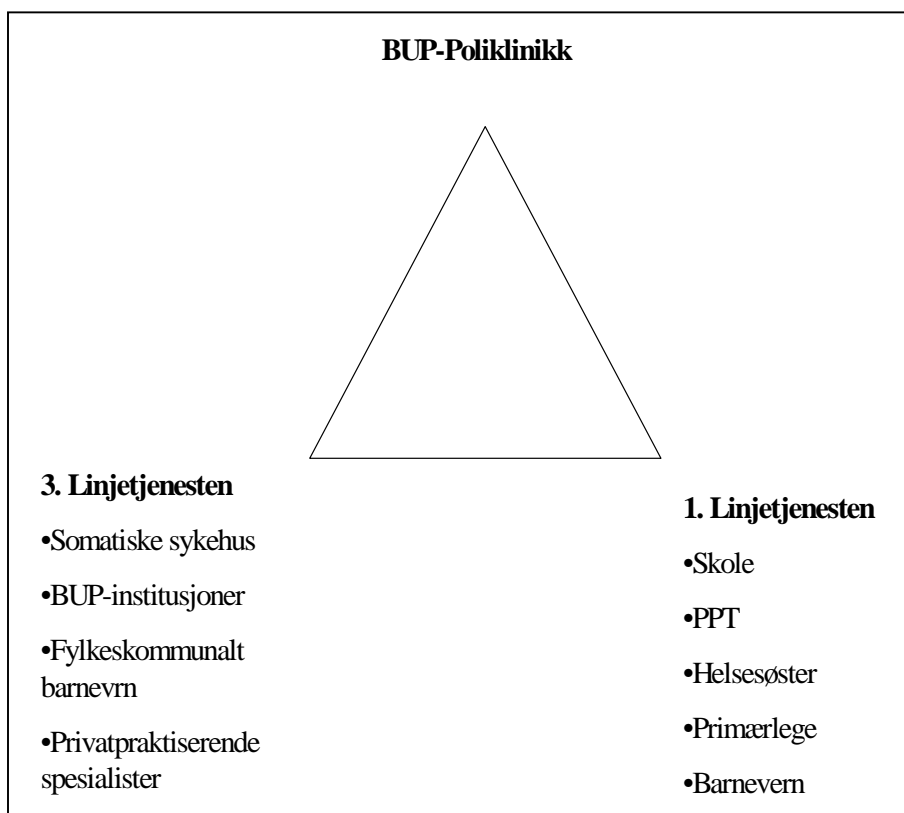 BUP-Poliklinikk
3. Linjetjenesten
•Somatiske sykehus
•BUP-institusjoner
•Fylkeskommunalt
barnevrn
•Privatpraktiserende
spesialister
1. Linjetjenesten
•Skole
•PPT
•Helsesøster
•Primærlege
•Barnevern